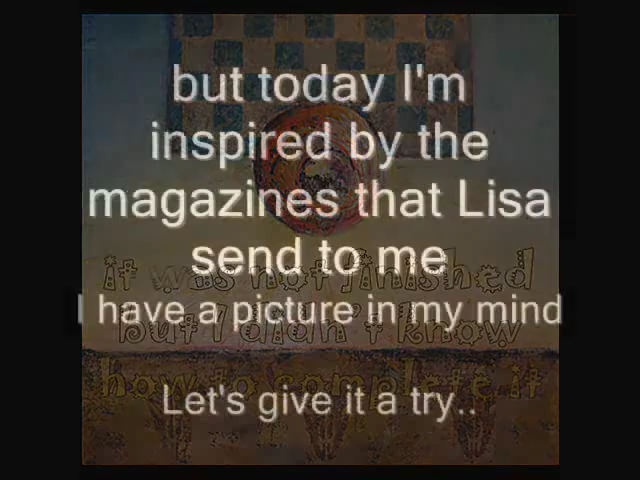 but today I'm
inspired by the
magazines that Lisa
send to me
it was not finished
I have a picture in my mind
but I didn't know
how to complete it
Let's give it a try..